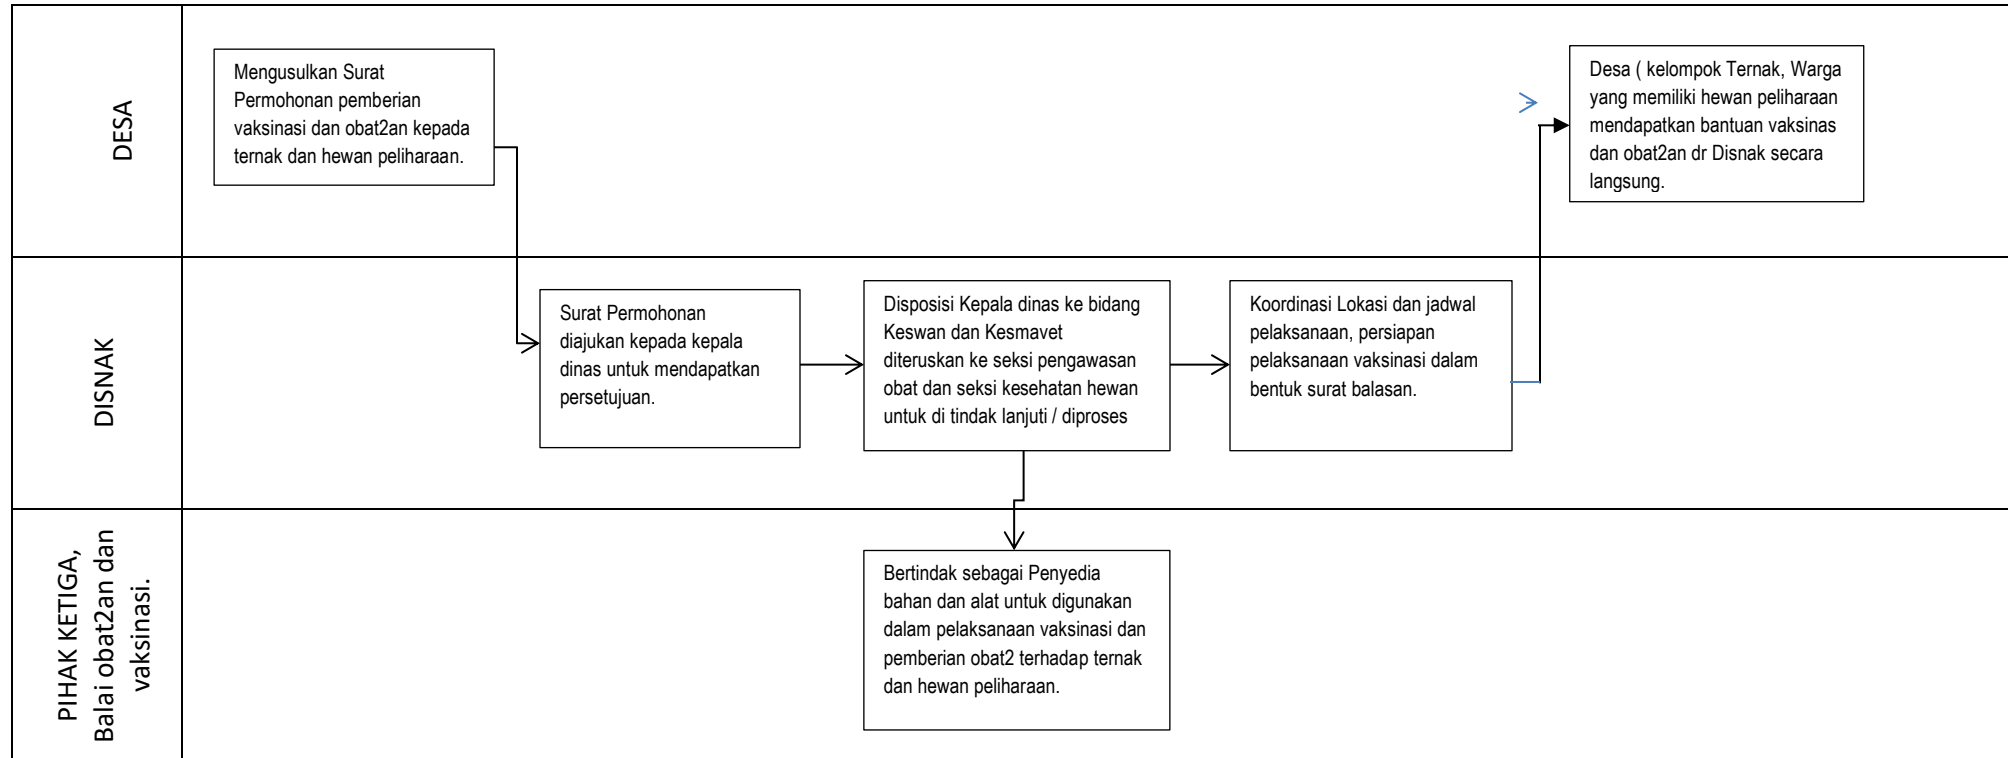 DESA
Mengusulkan Surat
Permohonan pemberian
vaksinasi dan obat2an kepada
ternak dan hewan peliharaan.
Desa ( kelompok Ternak, Warga
yang memiliki hewan peliharaan
mendapatkan bantuan vaksinas
dan obat2an dr Disnak secara
langsung.
DISNAK
Surat Permohonan
diajukan kepada kepala
dinas untuk mendapatkan
persetujuan.
Disposisi Kepala dinas ke bidang
Keswan dan Kesmavet
diteruskan ke seksi pengawasan
obat dan seksi kesehatan hewan
untuk di tindak lanjuti / diproses
Koordinasi Lokasi dan jadwal
pelaksanaan, persiapan
pelaksanaan vaksinasi dalam
bentuk surat balasan.
PIHAK KETIGA,
Balai obat2an dan
vaksinasi.
Bertindak sebagai Penyedia
bahan dan alat untuk digunakan
dalam pelaksanaan vaksinasi dan
pemberian obat2 terhadap ternak
dan hewan peliharaan.